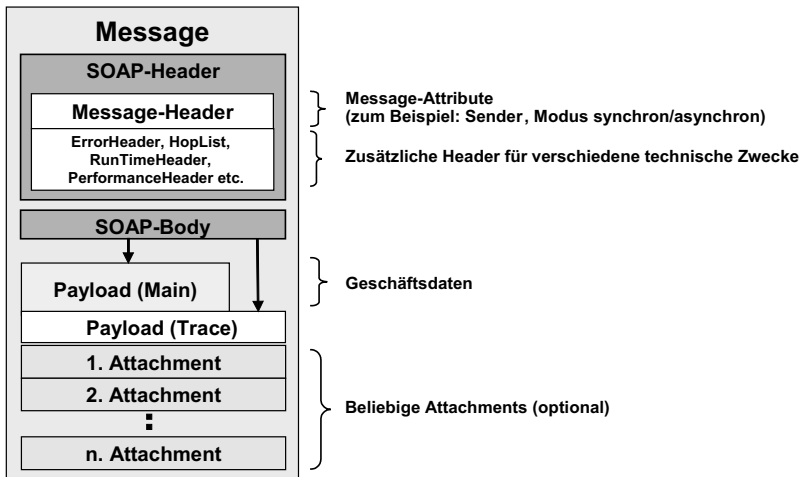 Message
SOAP-Header
Message-Header
ErrorHeader, HopList,
RunTimeHeader,
PerformanceHeader etc.
Message-Attribute
(zum Beispiel: Sender, Modus synchron/asynchron)
Zusätzliche Header für verschiedene technische Zwecke
SOAP-Body
Payload (Main)
Geschäftsdaten
Payload (Trace)
1. Attachment
2. Attachment
n. Attachment
Beliebige Attachments (optional)